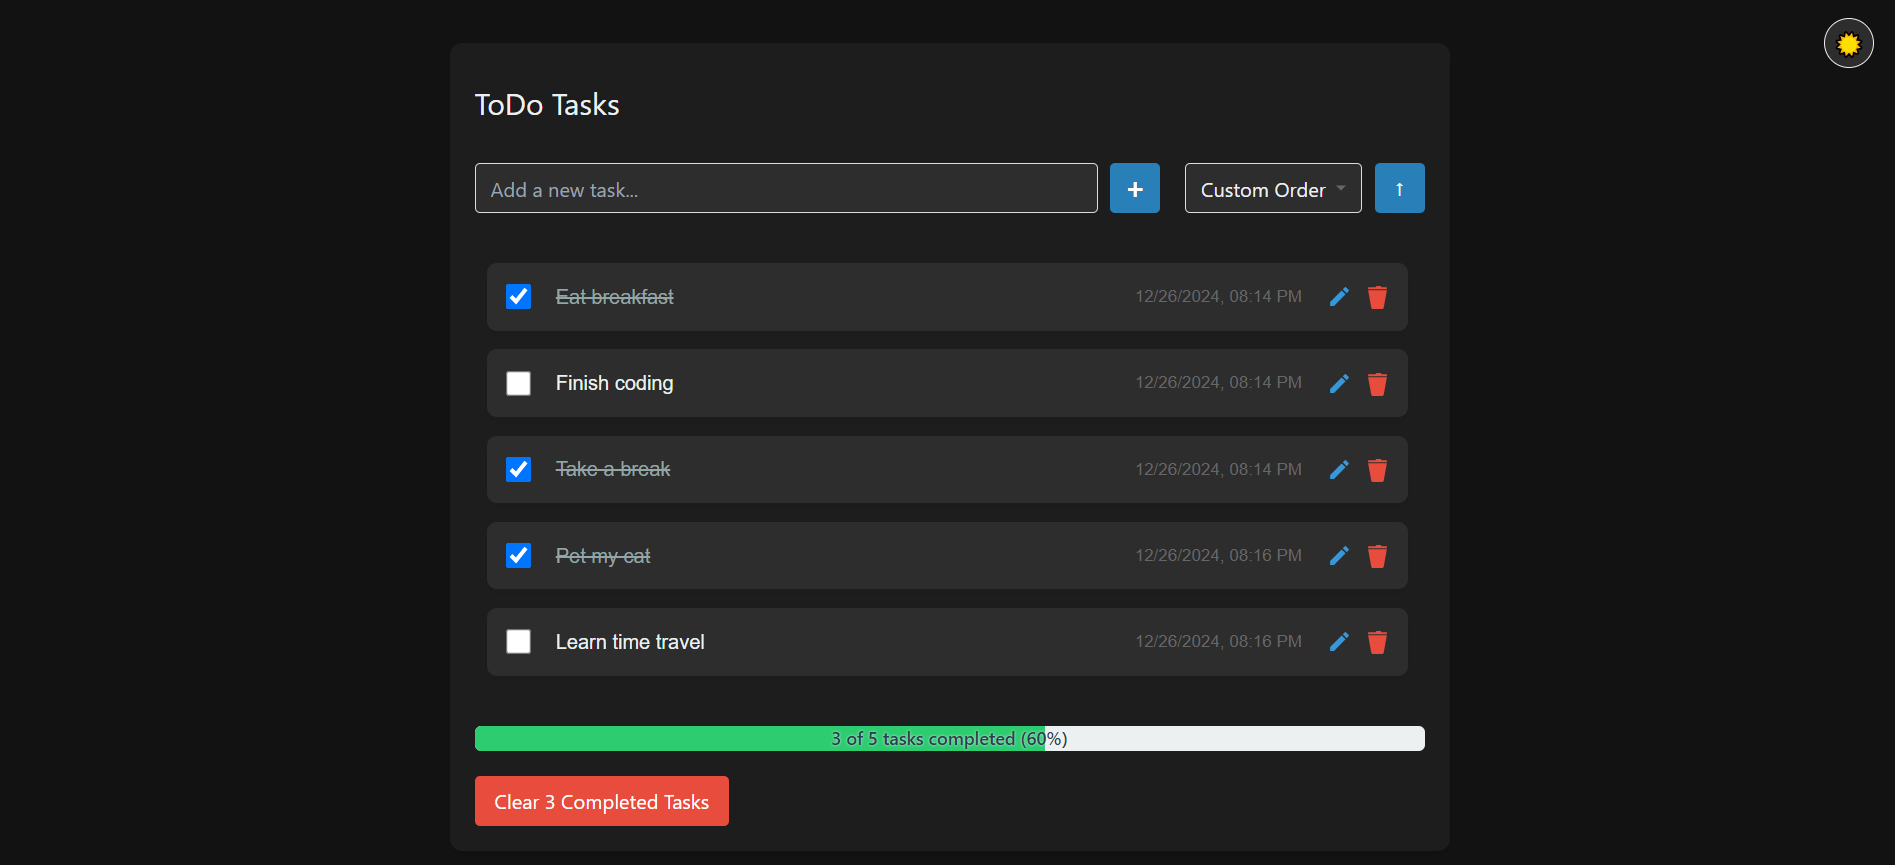 ToDo Tasks
Add a new task...
+
Custom Order
↑
Eat breakfast
12/26/2024, 08:14 PM
Finish coding
12/26/2024, 08:14 PM
Take a break
12/26/2024, 08:14 PM
Pet my cat
12/26/2024, 08:16 PM
Learn time travel
12/26/2024, 08:16 PM
3 of 5 tasks completed (60%)
Clear 3 Completed Tasks